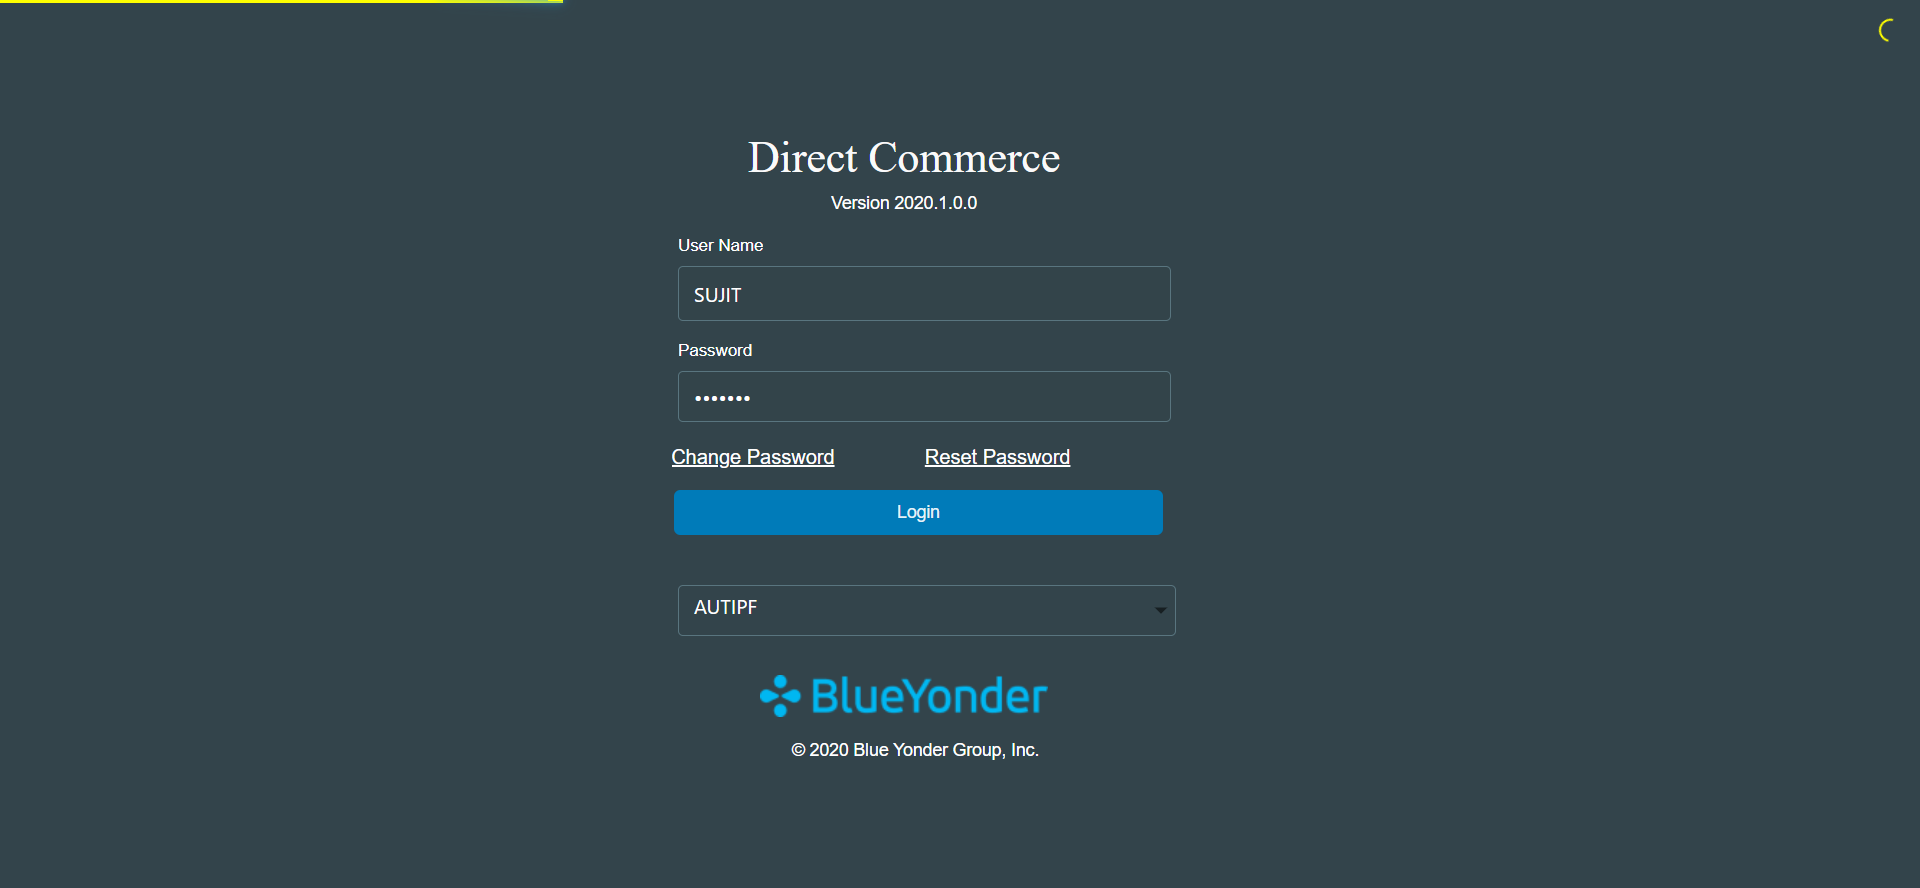 Direct Commerce
Version 2020.1.0.0
User Name
SUJIT
Password
•••••••
Change Password Reset Password
Login
AUTIPF
BlueYonder
© 2020 Blue Yonder Group, Inc.